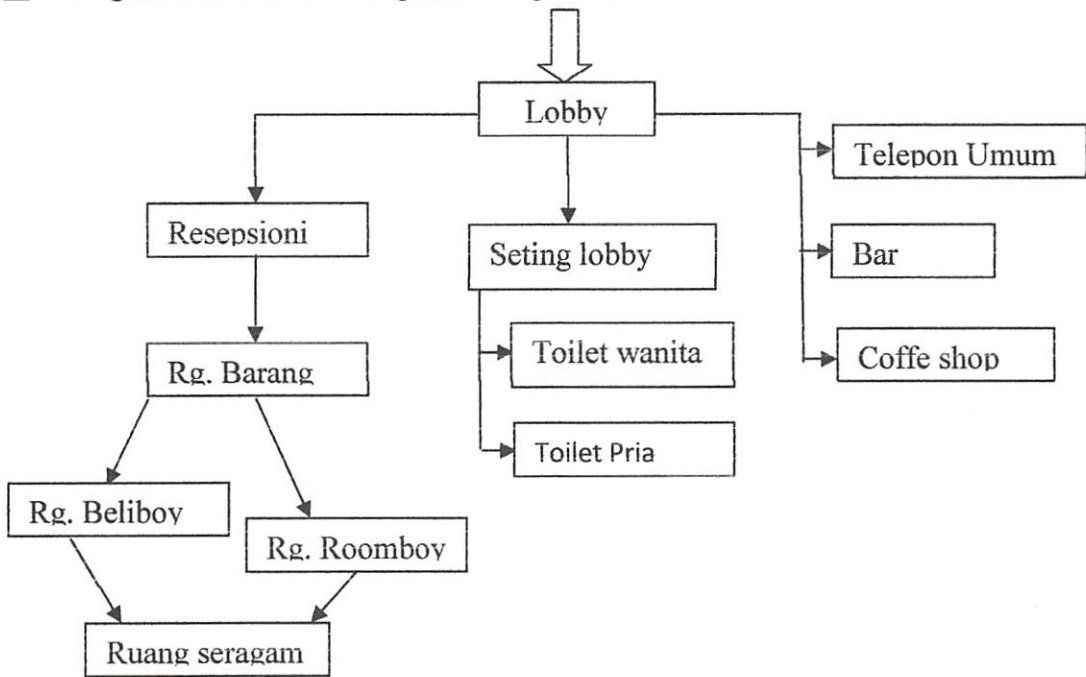 Lobby
Telepon Umum
Resepsioni
Seting lobby
Bar
Toilet wanita
Coffe shop
Rg. Barang
Toilet Pria
Rg. Beliboy
Rg. Roomboy
Ruang seragam